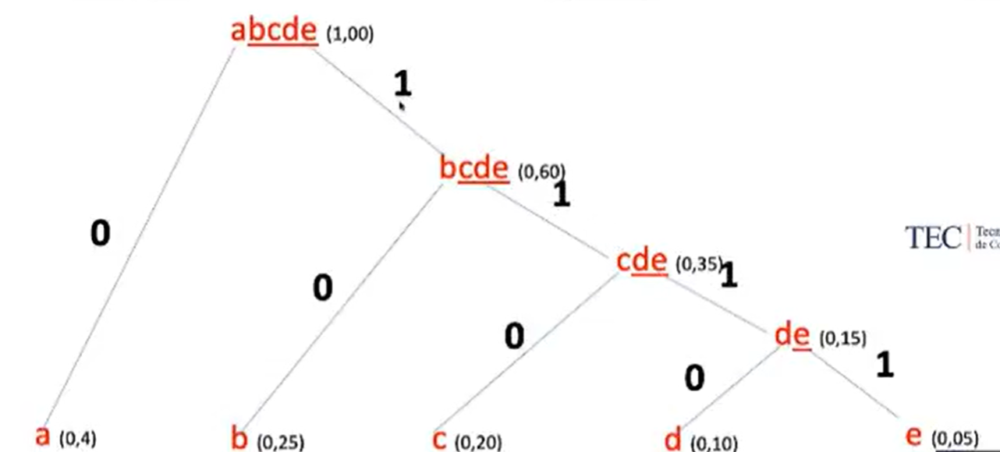 abcde (1,00)
1
bcde (0,60)
1
0
TEC
de
cde (0,35)
1
0
0
de (0,15)
1
0
a (0,4)
b (0,25)
c (0,20)
d (0,10)
e (0,05)